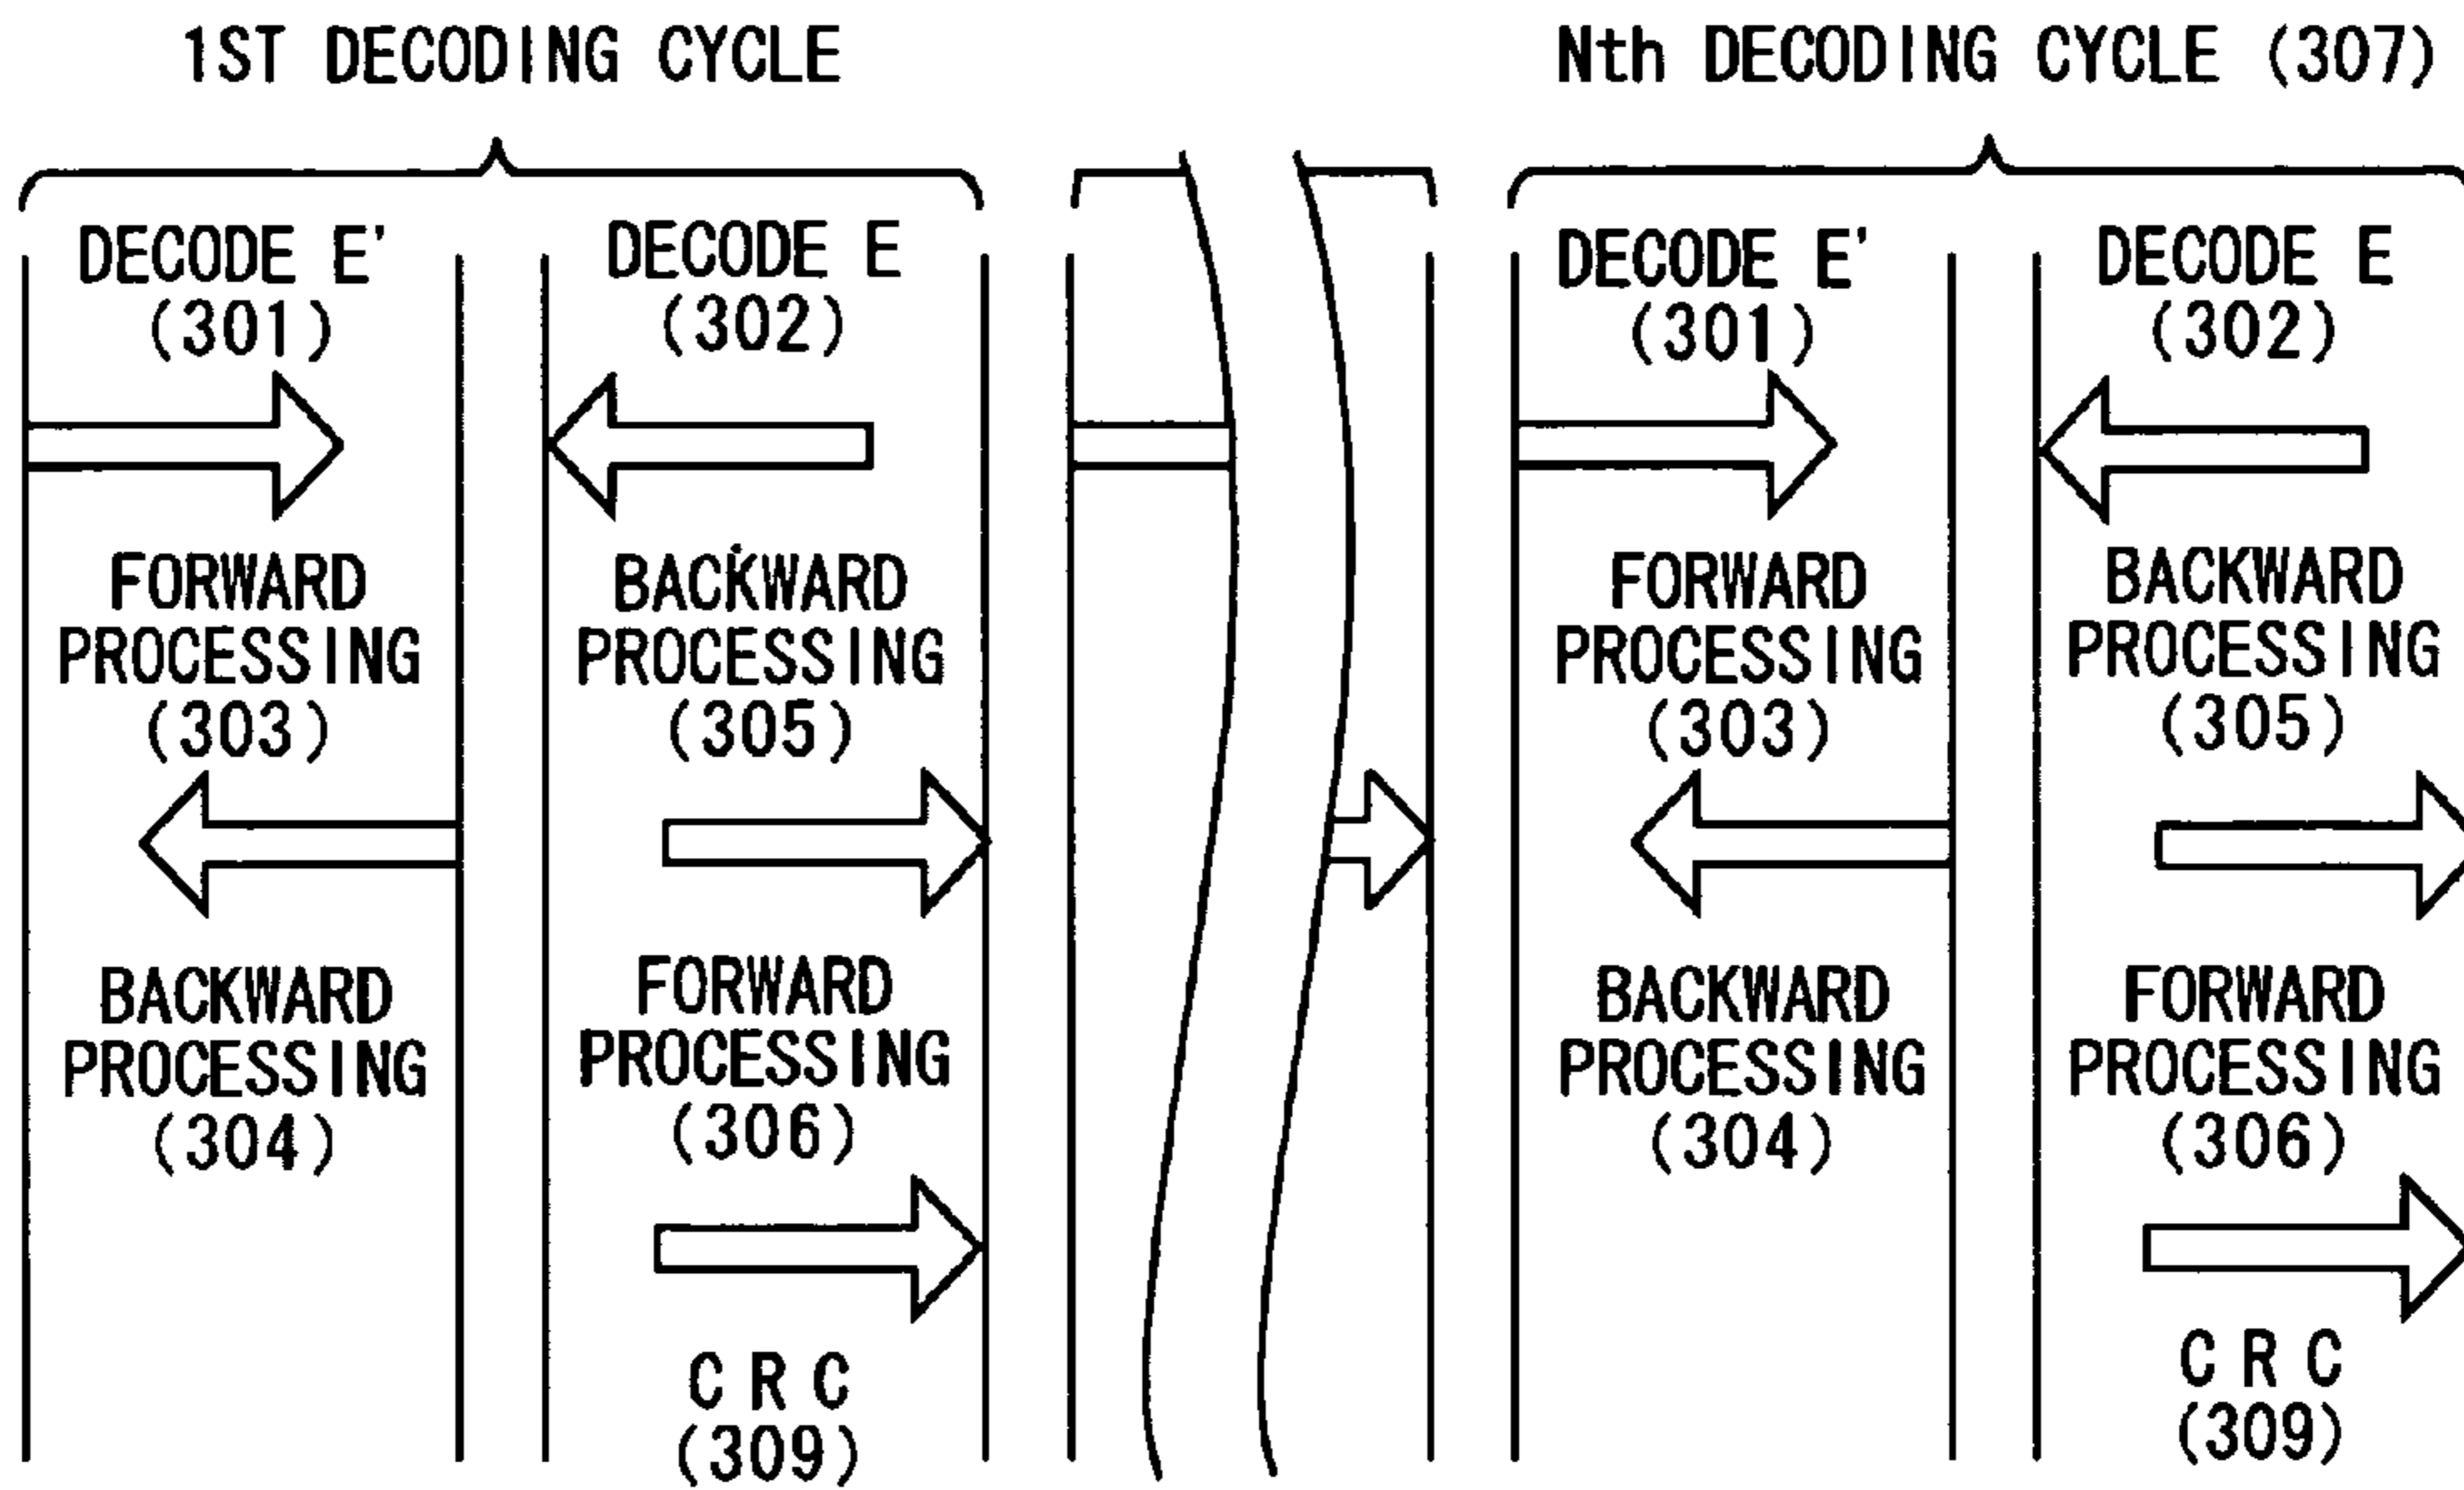 1ST DECODING CYCLE
Nth DECODING CYCLE (307)
DECODE E'
(301)
DECODE E
(302)
FORWARD
PROCESSING
(303)
BACKWARD
PROCESSING
(305)
BACKWARD
PROCESSING
(304)
FORWARD
PROCESSING
(306)
CRC
(309)
DECODE E'
(301)
DECODE E
(302)
FORWARD
PROCESSING
(303)
BACKWARD
PROCESSING
(305)
BACKWARD
PROCESSING
(304)
FORWARD
PROCESSING
(306)
CRC
(309)